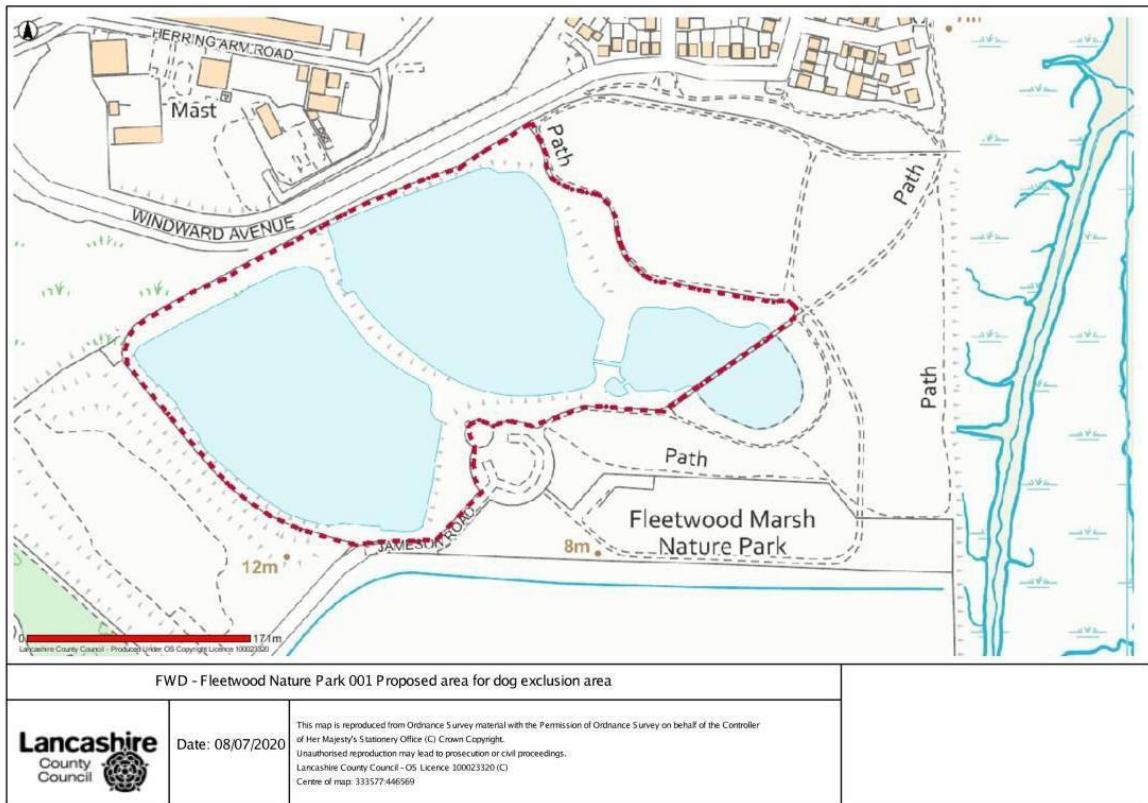 7m
HERRING ARM ROAD
Mast
Path
WINDWARD AVENUE
Path
Path
Path
Fleetwood Marsh
Nature Park
JAMESON ROAD
12m
8m
0 171m
Lancashire County Council - Produced Under OS Copyright Licence 100023320
FWD - Fleetwood Nature Park 001 Proposed area for dog exclusion area
Lancashire
County
Council
Date: 08/07/2020
This map is reproduced from Ordnance Survey material with the Permission of Ordnance Survey on behalf of the Controller
of Her Majesty's Stationery Office (C) Crown Copyright.
Unauthorised reproduction may lead to prosecution or civil proceedings.
Lancashire County Council - OS Licence 100023320 (C)
Centre of map: 333577:446569